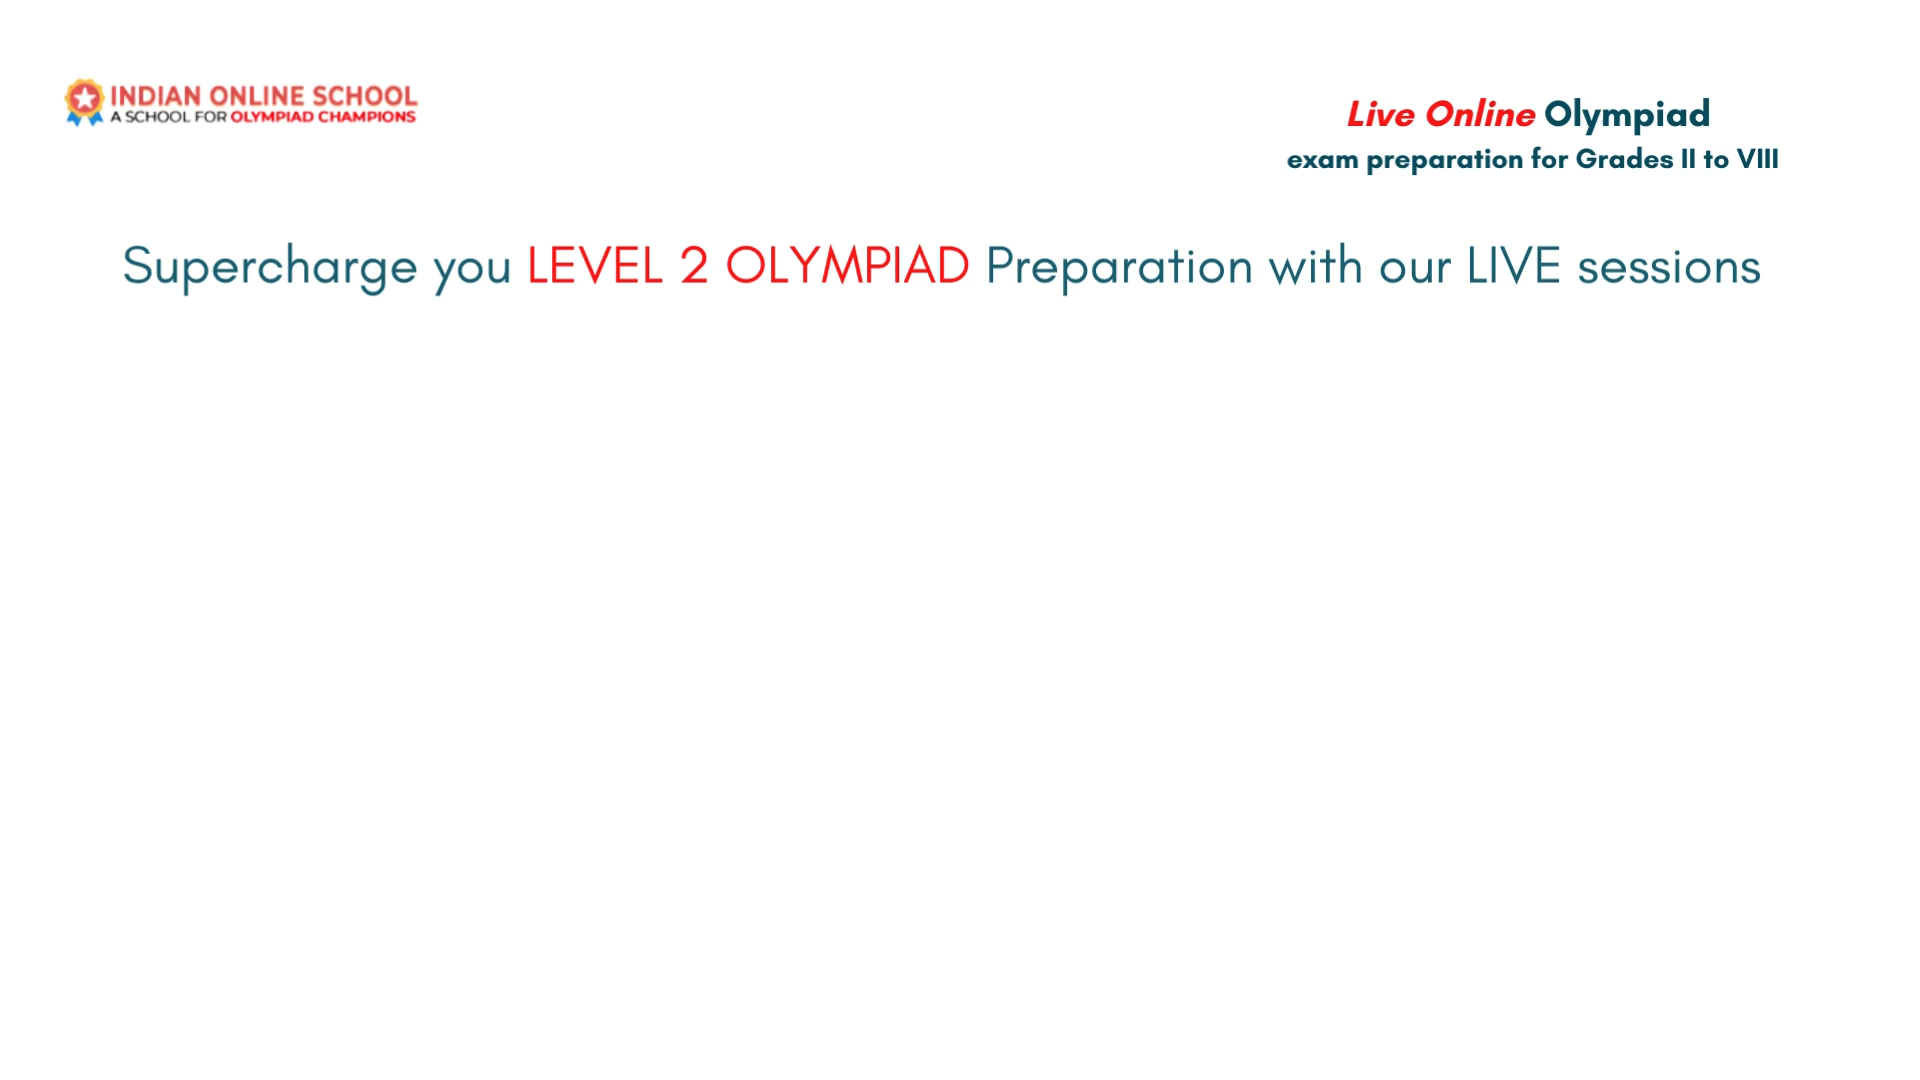 INDIAN ONLINE SCHOOL
A SCHOOL FOR OLYMPIAD CHAMPIONS
Live Online Olympiad
exam preparation for Grades II to VIII
Supercharge you LEVEL 2 OLYMPIAD Preparation with our LIVE sessions